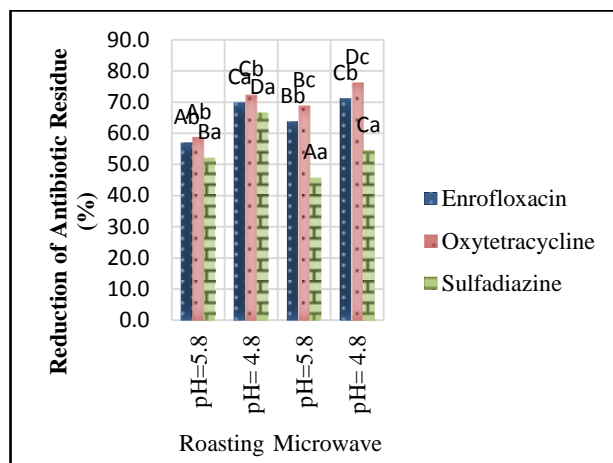 90.0
80.0
70.0
60.0
50.0
40.0
30.0
20.0
10.0
0.0
Reduction of Antibiotic Residue
(%)
Ab
Ab
Ba
Ca
Cb
Da
Bb
Bc
Aa
Cb
Dc
Ca
pH=5.8
pH= 4.8
pH=5.8
pH= 4.8
Roasting Microwave
Enrofloxacin
Oxytetracycline
Sulfadiazine